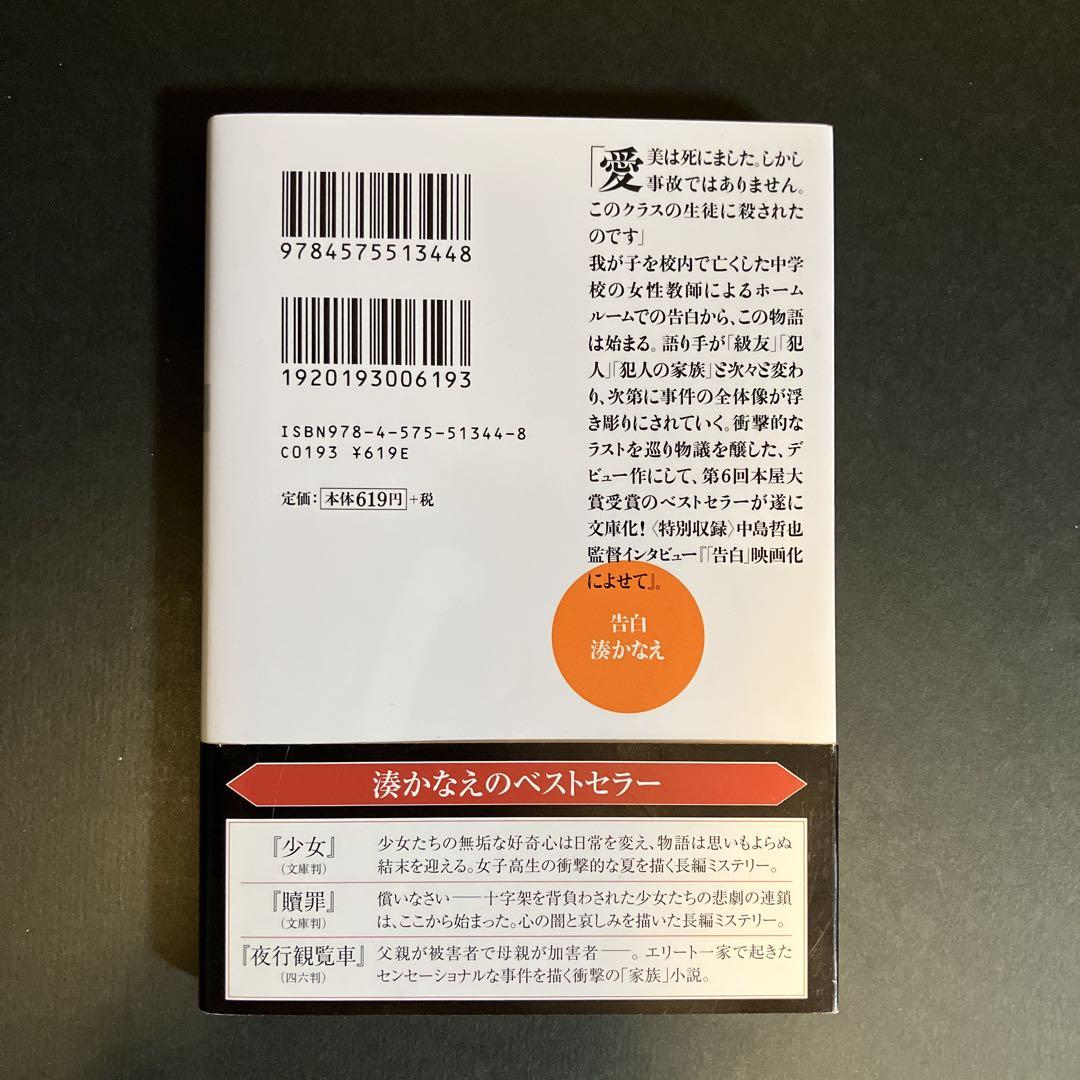 9784575513448
1920193006193
ISBN978-4-575-51344-8
C0193 ¥619E
定価：本体619円+税
「愛美は死にました。しかし
事故ではありません。
このクラスの生徒に殺された
のです」
我が子を校内で亡くした中学
校の女性教師によるホーム
ルームでの告白から、この物語
は始まる。語り手が「級友」「犯
人」「犯人の家族」と次々と変わ
り、次第に事件の全体像が浮
き彫りにされていく。衝撃的な
ラストを巡り物議を醸した、デ
ビュー作にして、第6回本屋大
賞受賞のベストセラーが遂に
文庫化!〈特別収録〉中島哲也
監督インタビュー『「告白」映画化
によせて』。
告白
湊かなえ
湊かなえのベストセラー
『少女』
（文庫判）
少女たちの無垢な好奇心は日常を変え、物語は思いもよらぬ
結末を迎える。女子高生の衝撃的な夏を描く長編ミステリー。
『贖罪』
（文庫判）
償いなさい——十字架を背負わされた少女たちの悲劇の連鎖
は、ここから始まった。心の闇と哀しみを描いた長編ミステリー。
『夜行観覧車』
（四六判）
父親が被害者で母親が加害者——。エリート一家で起きた
センセーショナルな事件を描く衝撃の「家族」小説。